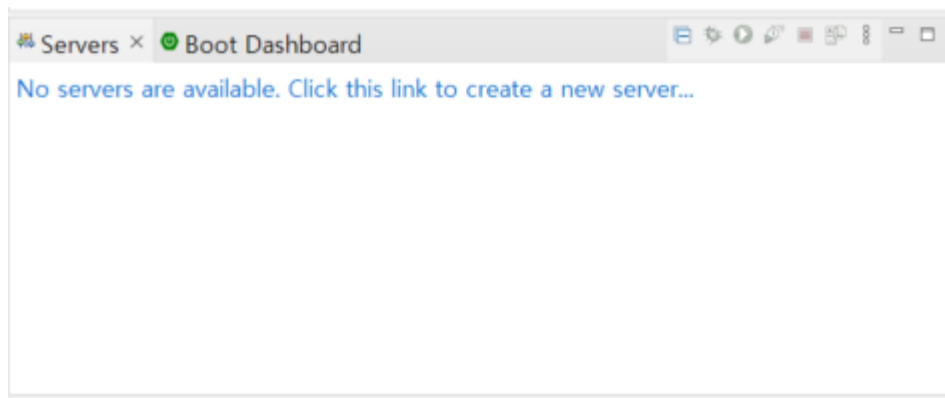 Servers Boot Dashboard
No servers are available. Click this link to create a new server...